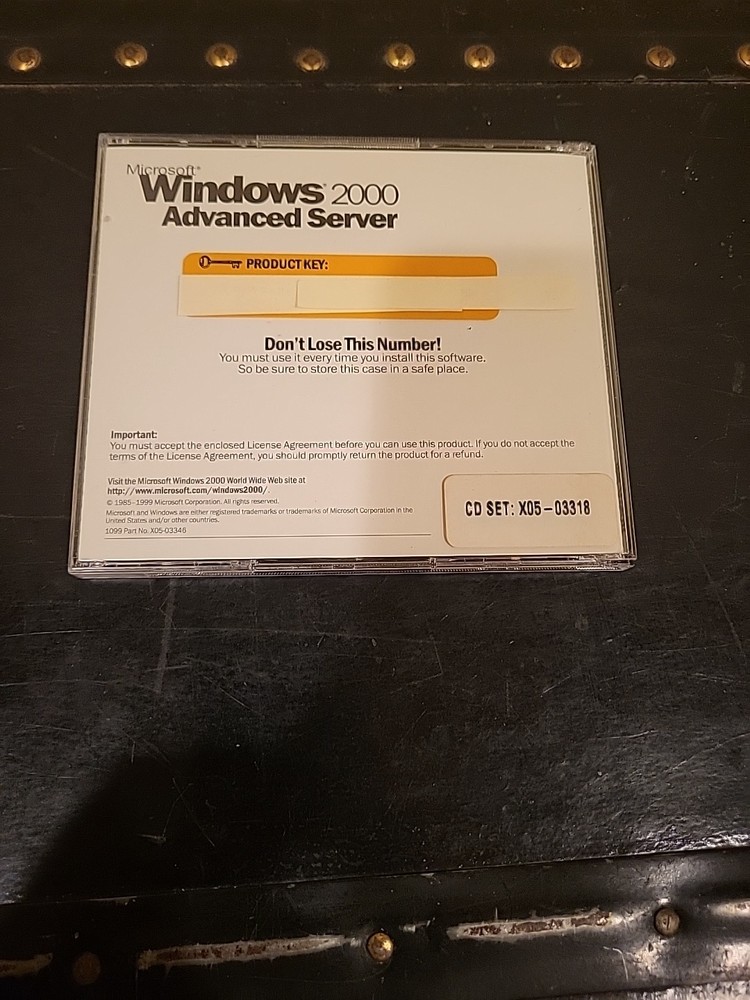 Microsoft®
Windows® 2000
Advanced Server
PRODUCT KEY:
Don't Lose This Number!
You must use it every time you install this software.
So be sure to store this case in a safe place.
Important:
You must accept the enclosed License Agreement before you can use this product. If you do not accept the
terms of the License Agreement, you should promptly return the product for a refund.
Visit the Microsoft Windows 2000 World Wide Web site at
http://www.microsoft.com/windows2000/.
© 1985–1999 Microsoft Corporation. All rights reserved.
Microsoft and Windows are either registered trademarks or trademarks of Microsoft Corporation in the
United States and/or other countries.
1099 Part No. X05-03346
CD SET: X05-03318